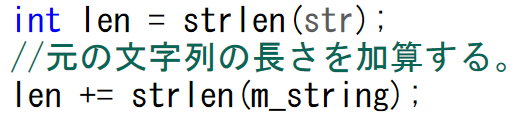 int len = strlen(str);
//元の文字列の長さを加算する。
len += strlen(m_string);